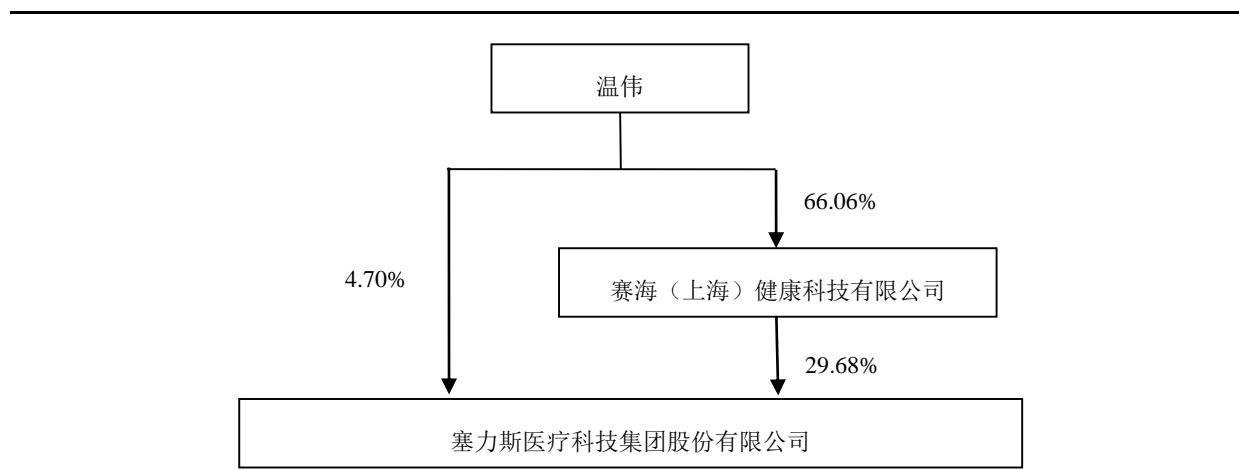 温伟
66.06%
4.70%
赛海（上海）健康科技有限公司
29.68%
塞力斯医疗科技集团股份有限公司